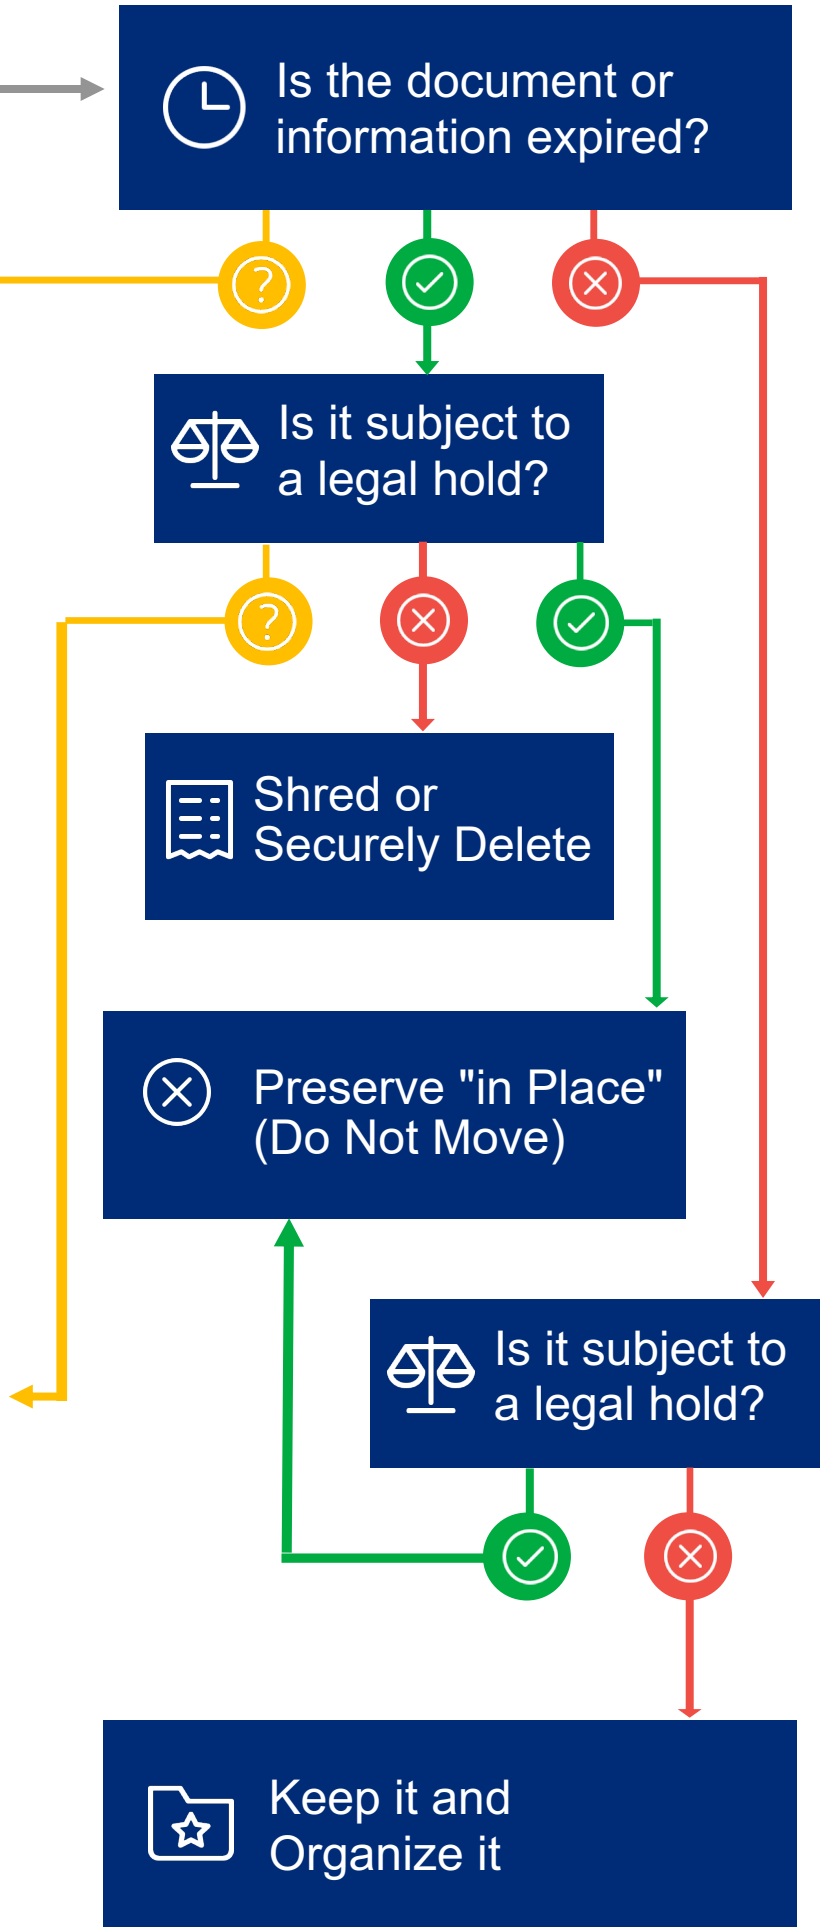 Is the document or
information expired?
?
Is it subject to
a legal hold?
?
Shred or
Securely Delete
Preserve "in Place"
(Do Not Move)
Is it subject to
a legal hold?
Keep it and
Organize it